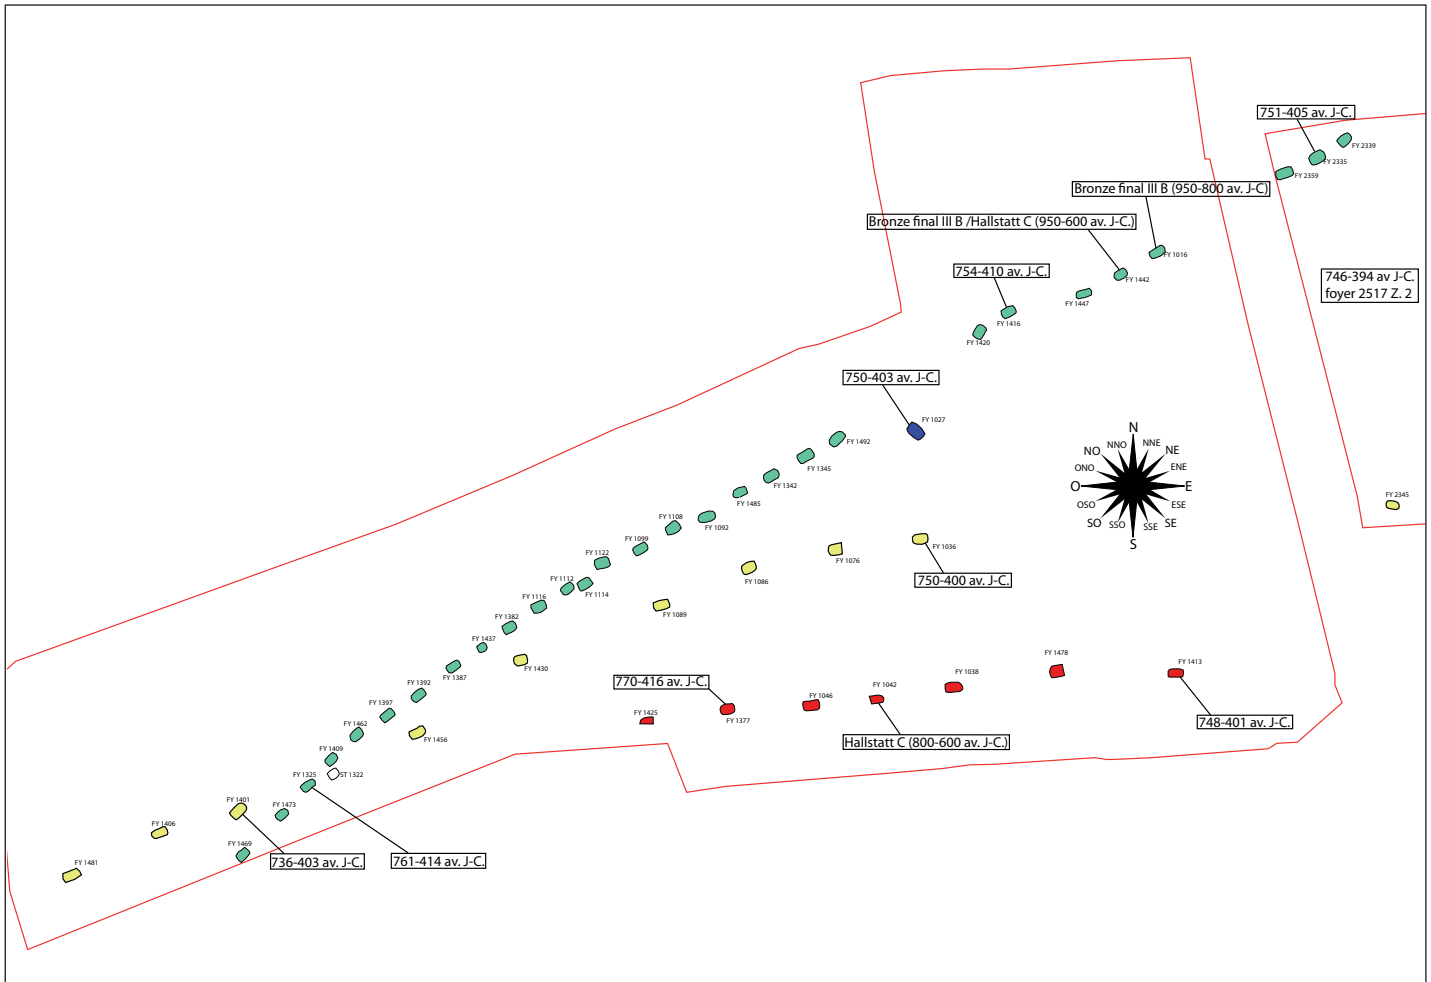 751-405 av. J-C.
FY 2339
FY 2335
FY 2359
Bronze final III B (950-800 av. J-C)
Bronze final III B /Hallstatt C (950-600 av. J-C.)
FY 1016
754-410 av. J-C.
FY 1442
746-394 av J-C.
foyer 2517 Z. 2
FY 1447
FY 1416
FY 1420
750-403 av. J-C.
FY 1027
N
NNO
NNE
NO
NE
ONO
ENE
O
E
OSO
ESE
SO
SSO
SSE
SE
S
FY 1492
FY 1345
FY 1342
FY 1485
FY 2345
FY 1108
FY 1092
FY 1099
FY 1036
FY 1122
FY 1076
750-400 av. J-C.
FY 1112
FY 1114
FY 1086
FY 1116
FY 1089
FY 1382
FY 1437
FY 1430
FY 1478
FY 1413
FY 1387
770-416 av. J-C.
FY 1038
FY 1392
FY 1042
FY 1046
FY 1425
FY 1377
748-401 av. J-C.
FY 1397
FY 1462
FY 1456
Hallstatt C (800-600 av. J-C.)
FY 1409
ST 1322
FY 1325
FY 1401
FY 1473
FY 1406
FY 1469
736-403 av. J-C.
761-414 av. J-C.
FY 1481